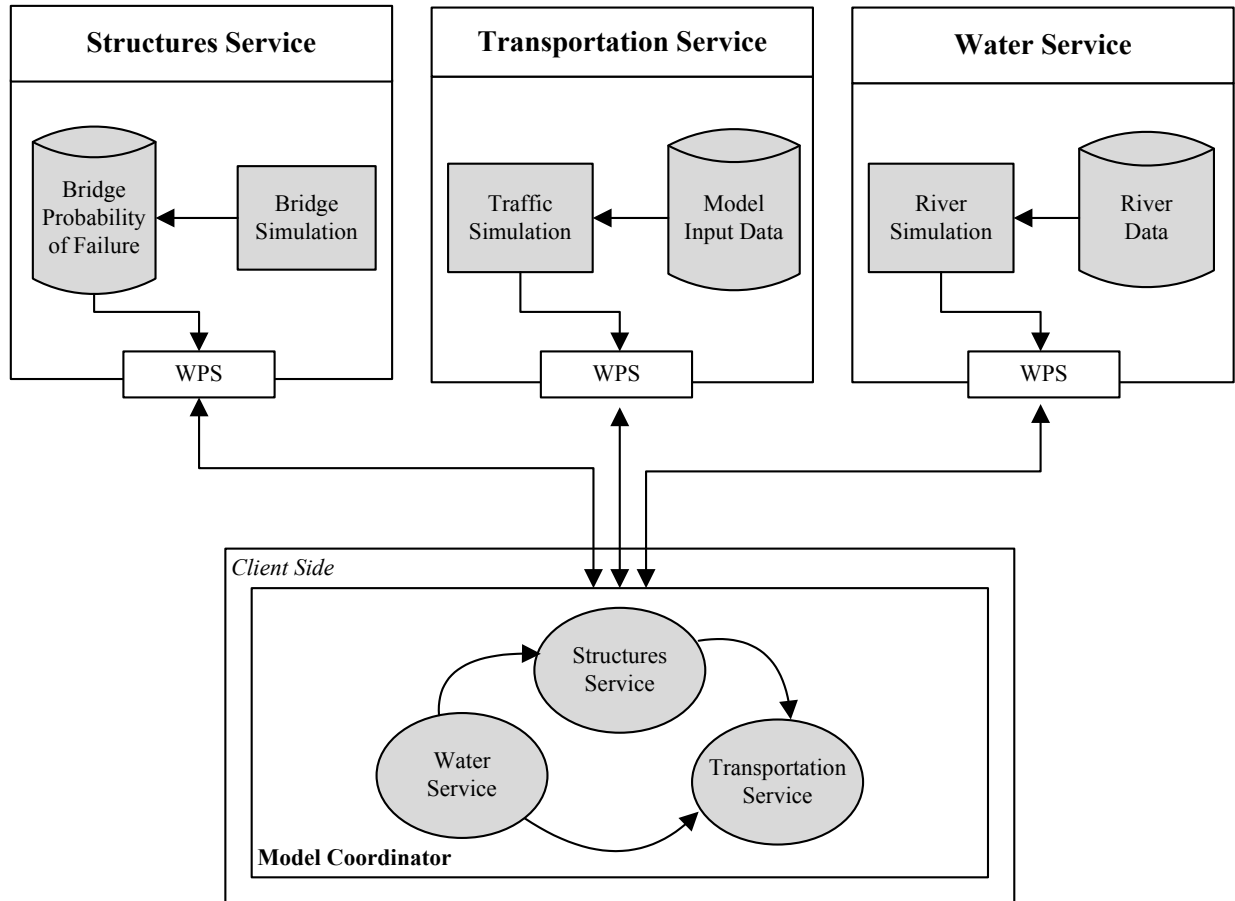 Structures Service
Transportation Service
Water Service
Bridge
Probability
of Failure
Bridge
Simulation
Traffic
Simulation
Model
Input Data
River
Simulation
River
Data
WPS
WPS
WPS
Client Side
Structures
Service
Water
Service
Transportation
Service
Model Coordinator